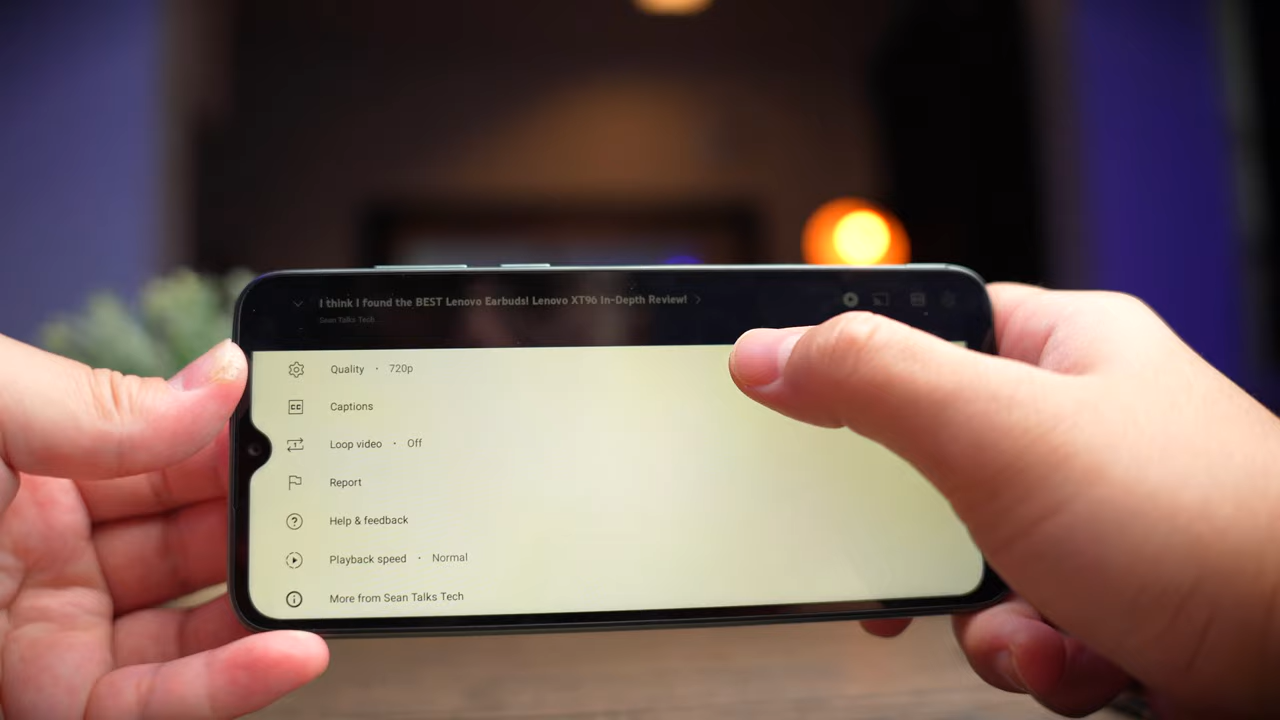 I think I found the BEST Lenovo Earbuds! Lenovo XT96 In-Depth Review!
Sean Talks Tech
Quality · 720p
CC Captions
Loop video · Off
Report
Help & feedback
Playback speed · Normal
More from Sean Talks Tech